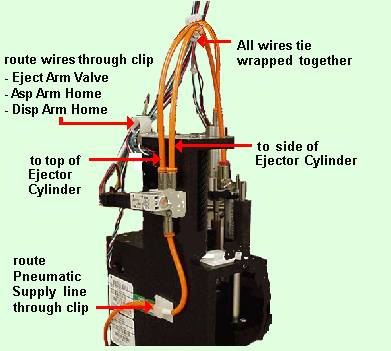 route wires through clip
- Eject Arm Valve
- Asp Arm Home
- Disp Arm Home
All wires tie
wrapped together
to top of
Ejector
Cylinder
to side of
Ejector Cylinder
route
Pneumatic
Supply line
through clip